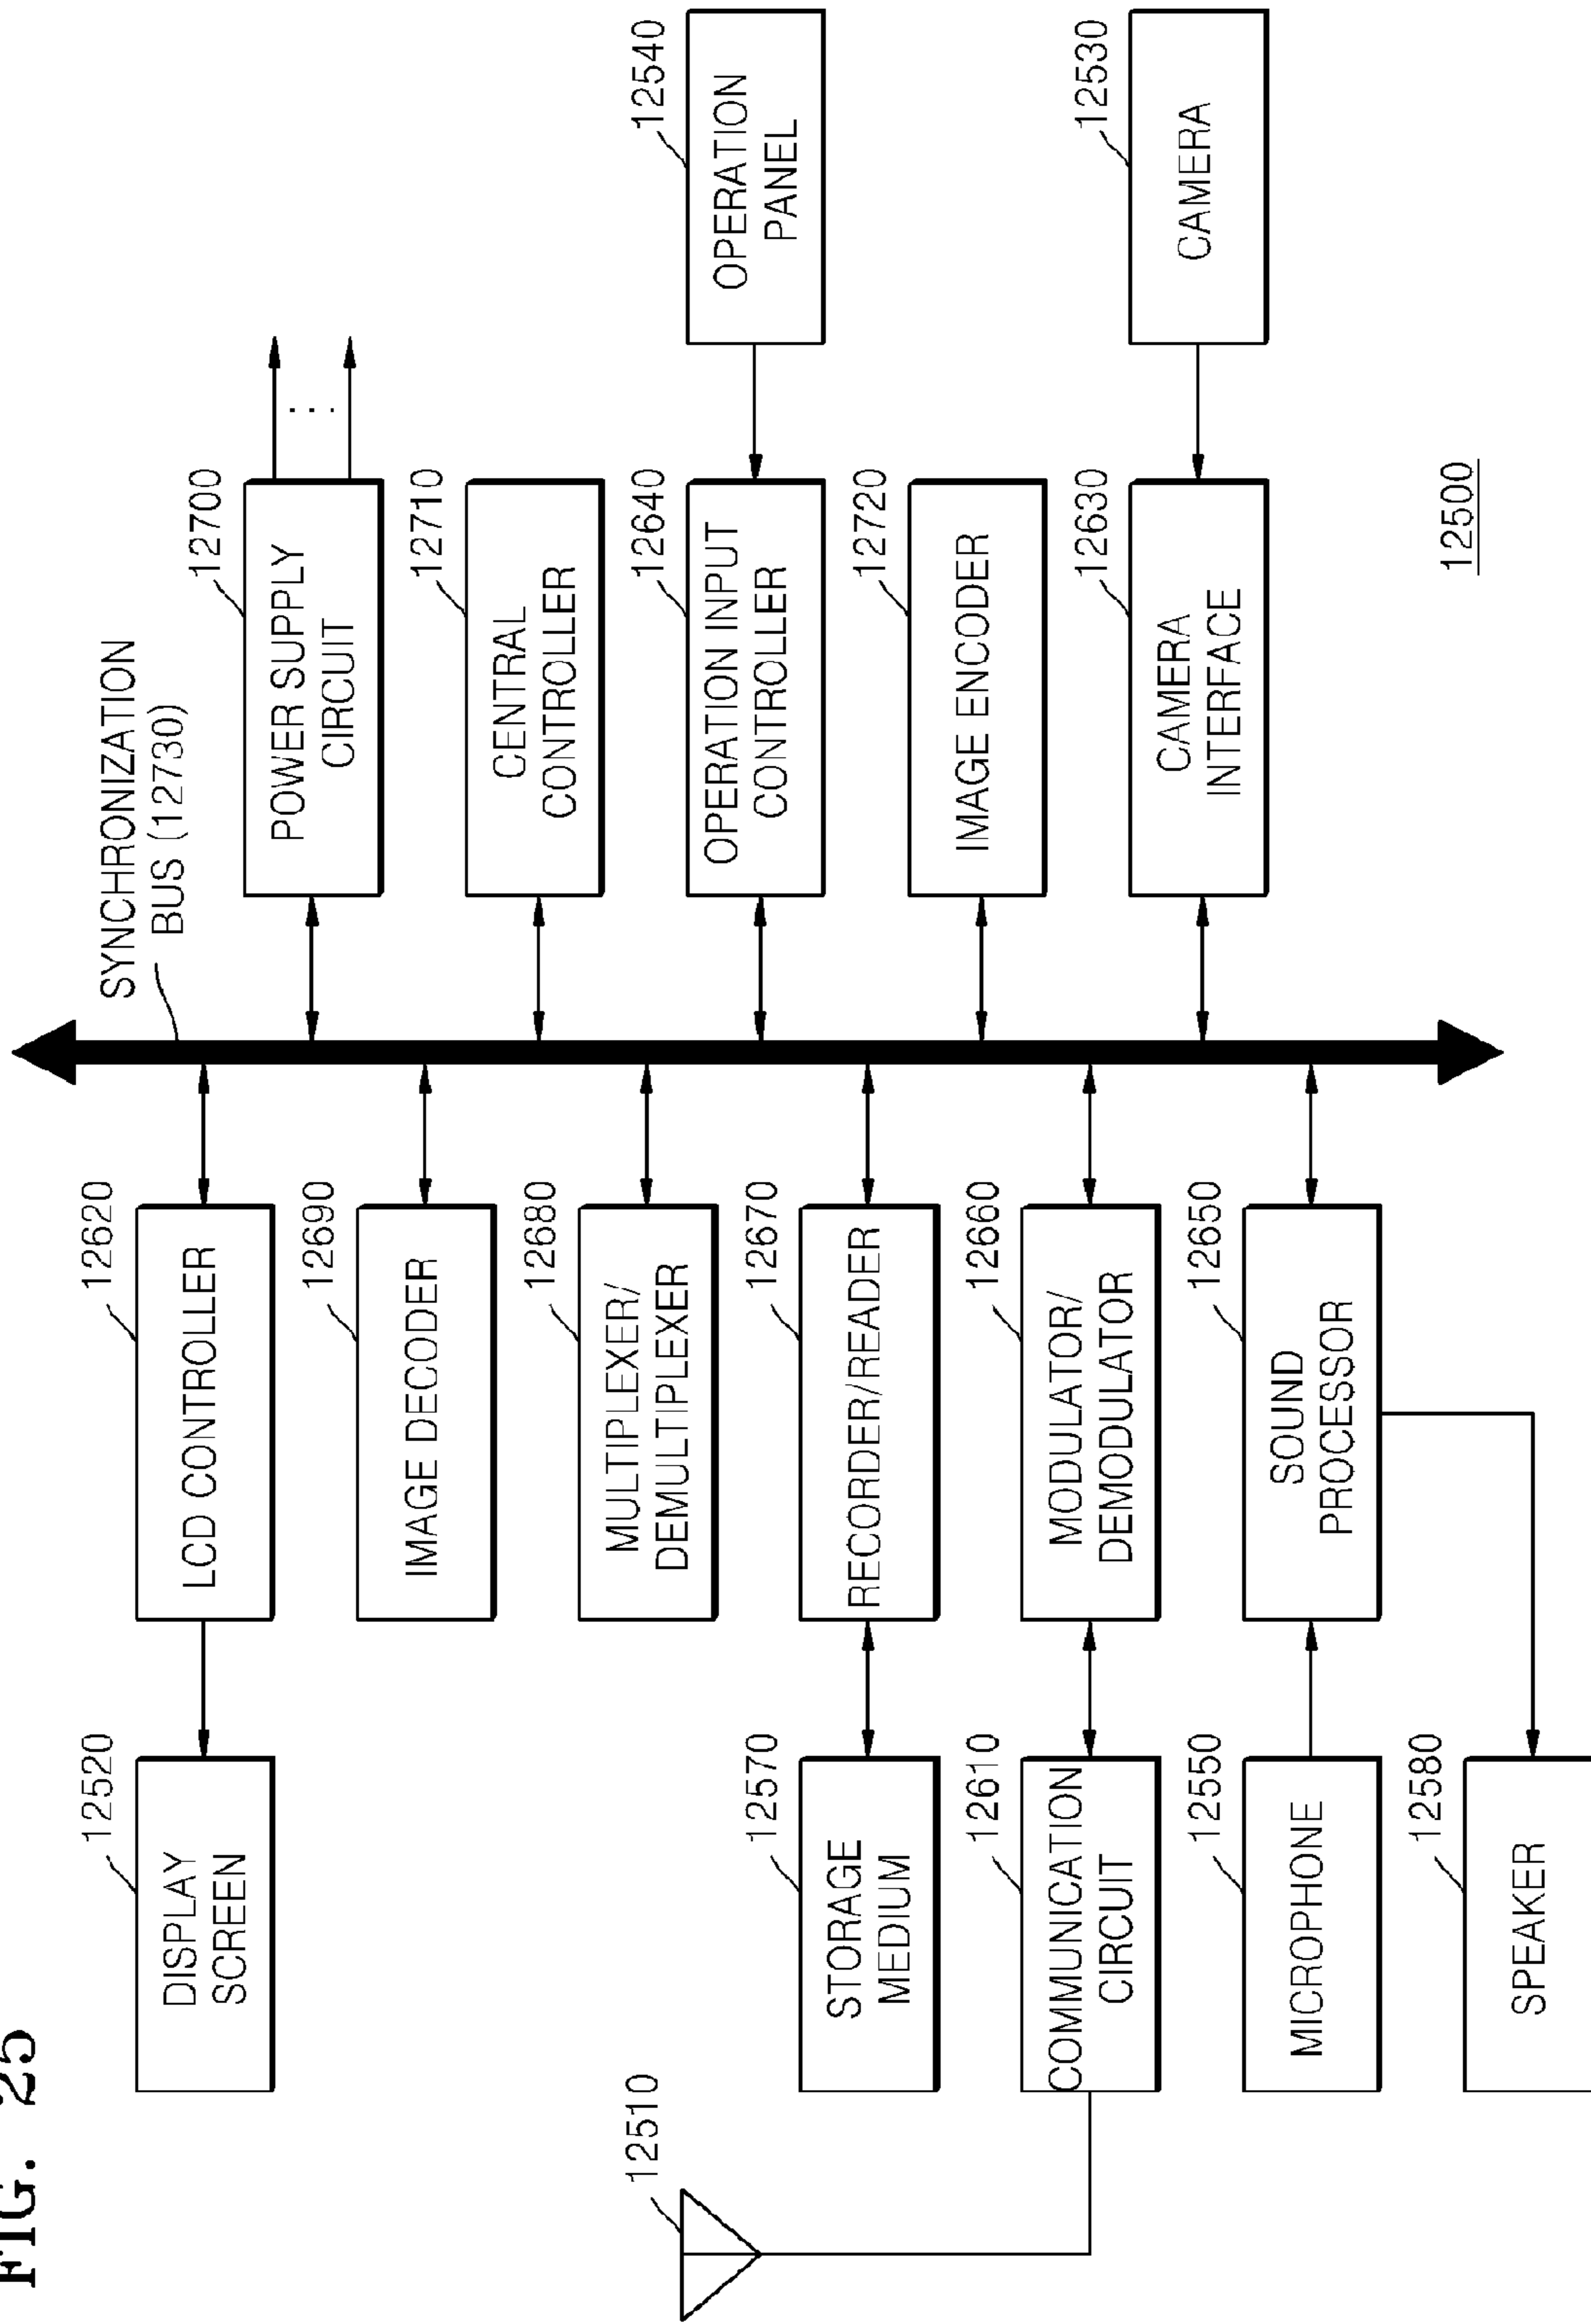 FIG. 25
SYNCHRONIZATION
BUS (12730)
12520
DISPLAY
SCREEN
12620
LCD CONTROLLER
12700
POWER SUPPLY
CIRCUIT
12690
IMAGE DECODER
12710
CENTRAL
CONTROLLER
12680
MULTIPLEXER/
DEMULTIPLEXER
12640
OPERATION INPUT
CONTROLLER
12540
OPERATION
PANEL
12510
12570
STORAGE
MEDIUM
12670
RECORDER/READER
12720
IMAGE ENCODER
12610
COMMUNICATION
CIRCUIT
12660
MODULATOR/
DEMODULATOR
12630
CAMERA
INTERFACE
12530
CAMERA
12550
MICROPHONE
12650
SOUND
PROCESSOR
12580
SPEAKER
12500